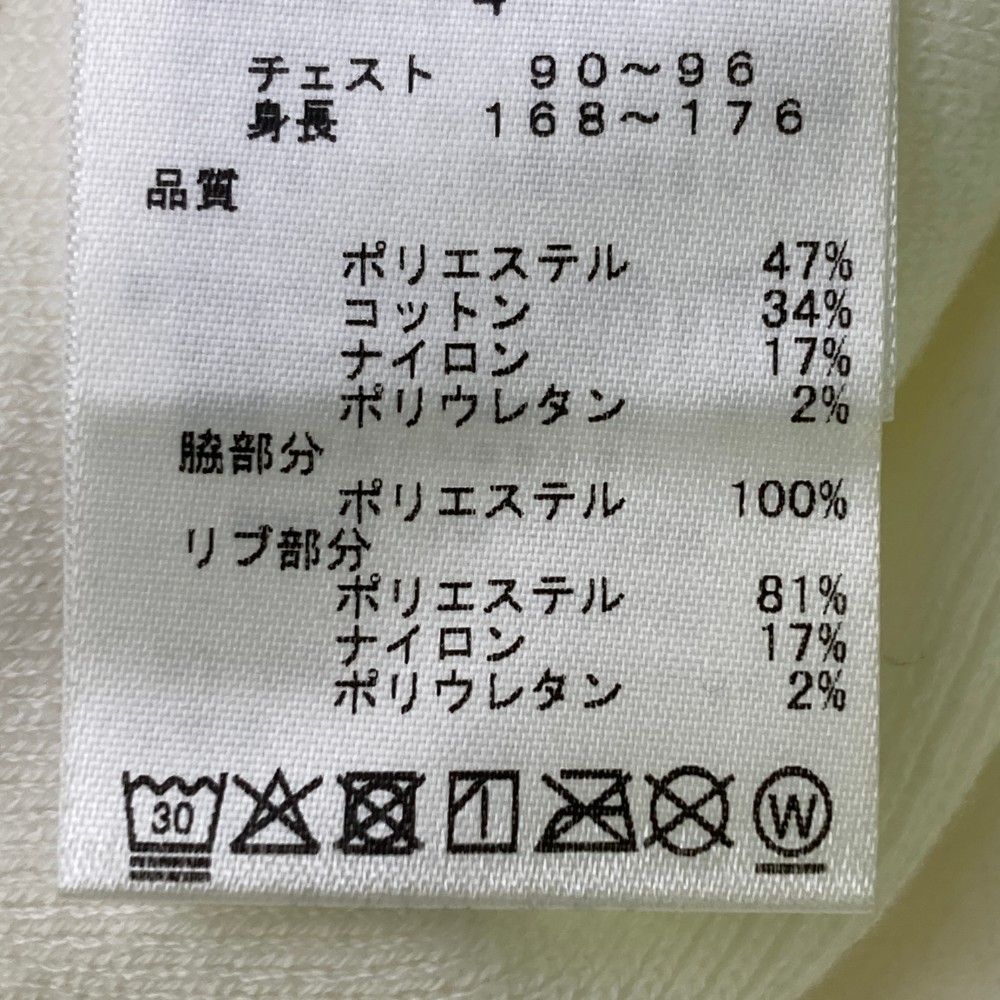 チェスト 90～96
身長 168～176
品質
ポリエステル 47%
コットン 34%
ナイロン 17%
ポリウレタン 2%
脇部分
ポリエステル 100%
リブ部分
ポリエステル 81%
ナイロン 17%
ポリウレタン 2%
30 W